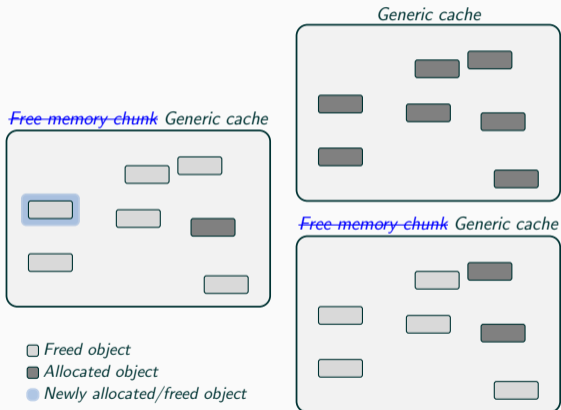 Generic cache
Free memory chunk Generic cache
Free memory chunk Generic cache
Freed object
Allocated object
Newly allocated/freed object